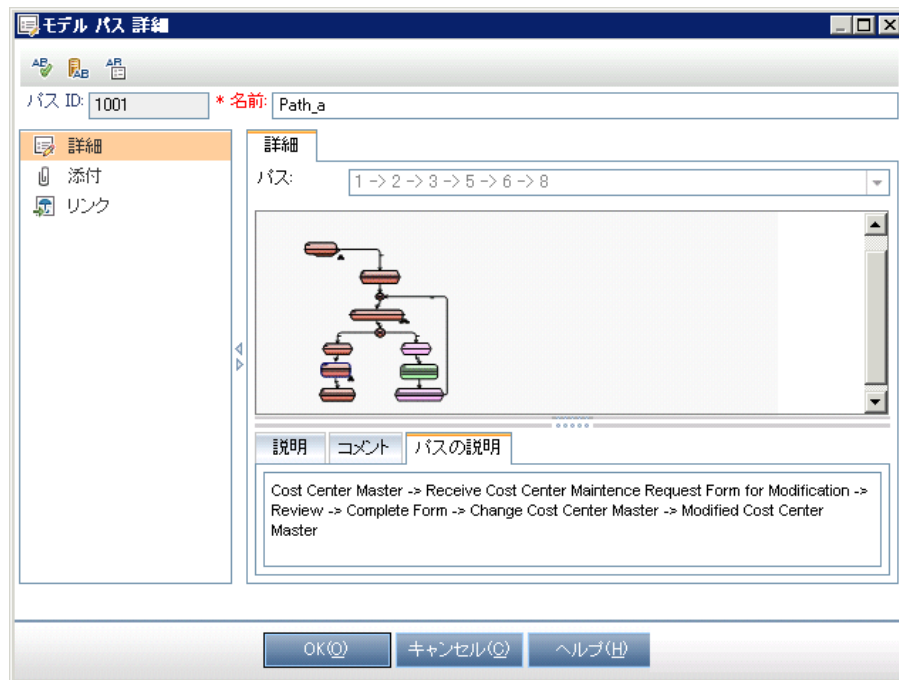 モデル パス 詳細
パス ID: 1001 * 名前: Path_a
詳細
添付
リンク
詳細
パス: 1 -> 2 -> 3 -> 5 -> 6 -> 8
説明 コメント パスの説明
Cost Center Master -> Receive Cost Center Maintence Request Form for Modification ->
Review -> Complete Form -> Change Cost Center Master -> Modified Cost Center
Master
OK(O) キャンセル(C) ヘルプ(H)